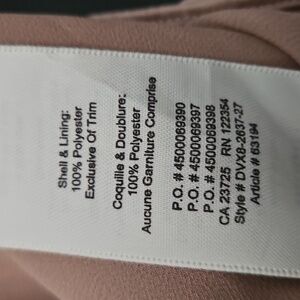 Shell & Lining:
100% Polyester
Exclusive Of Trim
Coquille & Doublure:
100% Polyester
Aucune Garniture Comprise
P.O. # 4500069390
P.O. # 4500069397
P.O. # 4500069398
CA 23725 RN 122354
Style # DVX8-2637-27
Article # 63194